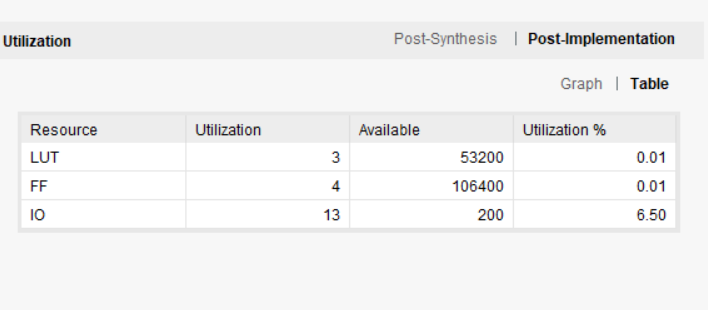 Utilization Post-Synthesis | Post-Implementation
Graph | Table
Resource Utilization Available Utilization %
LUT 3 53200 0.01
FF 4 106400 0.01
IO 13 200 6.50